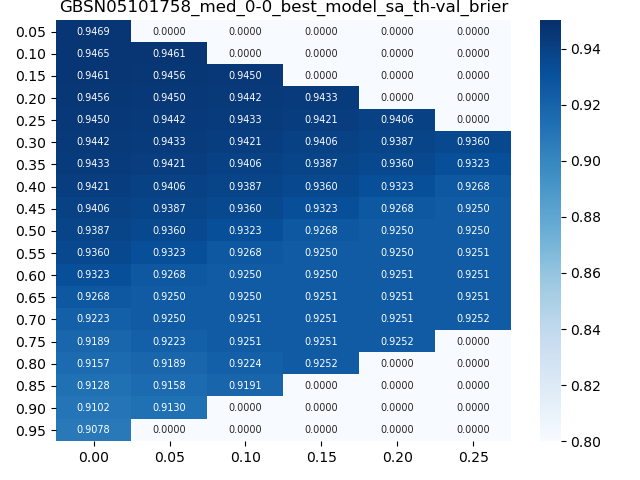 GBSN05101758_med_0-0_best_model_sa_th-val_brier
0.05 0.9469 0.0000 0.0000 0.0000 0.0000 0.0000
0.10 0.9465 0.9461 0.0000 0.0000 0.0000 0.0000
0.15 0.9461 0.9456 0.9450 0.0000 0.0000 0.0000
0.20 0.9456 0.9450 0.9442 0.9433 0.0000 0.0000
0.25 0.9450 0.9442 0.9433 0.9421 0.9406 0.0000
0.30 0.9442 0.9433 0.9421 0.9406 0.9387 0.9360
0.35 0.9433 0.9421 0.9406 0.9387 0.9360 0.9323
0.40 0.9421 0.9406 0.9387 0.9360 0.9323 0.9268
0.45 0.9406 0.9387 0.9360 0.9323 0.9268 0.9250
0.50 0.9387 0.9360 0.9323 0.9268 0.9250 0.9250
0.55 0.9360 0.9323 0.9268 0.9250 0.9250 0.9251
0.60 0.9323 0.9268 0.9250 0.9250 0.9251 0.9251
0.65 0.9268 0.9250 0.9250 0.9251 0.9251 0.9251
0.70 0.9223 0.9250 0.9251 0.9251 0.9251 0.9252
0.75 0.9189 0.9223 0.9251 0.9251 0.9252 0.0000
0.80 0.9157 0.9189 0.9224 0.9252 0.0000 0.0000
0.85 0.9128 0.9158 0.9191 0.0000 0.0000 0.0000
0.90 0.9102 0.9130 0.0000 0.0000 0.0000 0.0000
0.95 0.9078 0.0000 0.0000 0.0000 0.0000 0.0000
0.00 0.05 0.10 0.15 0.20 0.25
0.94
0.92
0.90
0.88
0.86
0.84
0.82
0.80